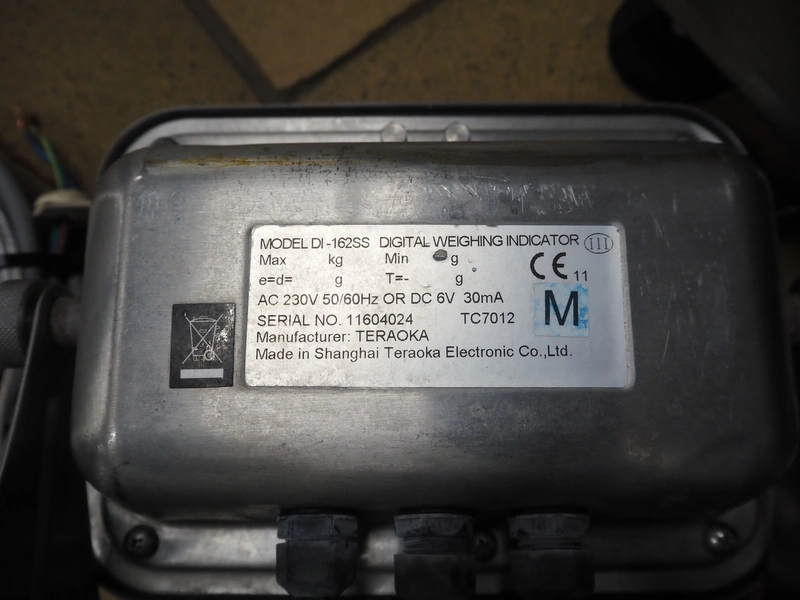 MODEL DI-162SS DIGITAL WEIGHING INDICATOR III
Max kg Min g
e=d= g T=- g
CE 11
AC 230V 50/60Hz OR DC 6V 30mA
M
SERIAL NO. 11604024 TC7012
Manufacturer: TERAOKA
Made in Shanghai Teraoka Electronic Co.,Ltd.